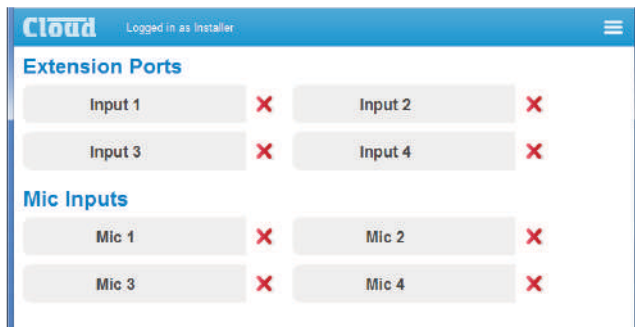 Cloud Logged in as Installer
Extension Ports
Input 1 Input 2
Input 3 Input 4
Mic Inputs
Mic 1 Mic 2
Mic 3 Mic 4